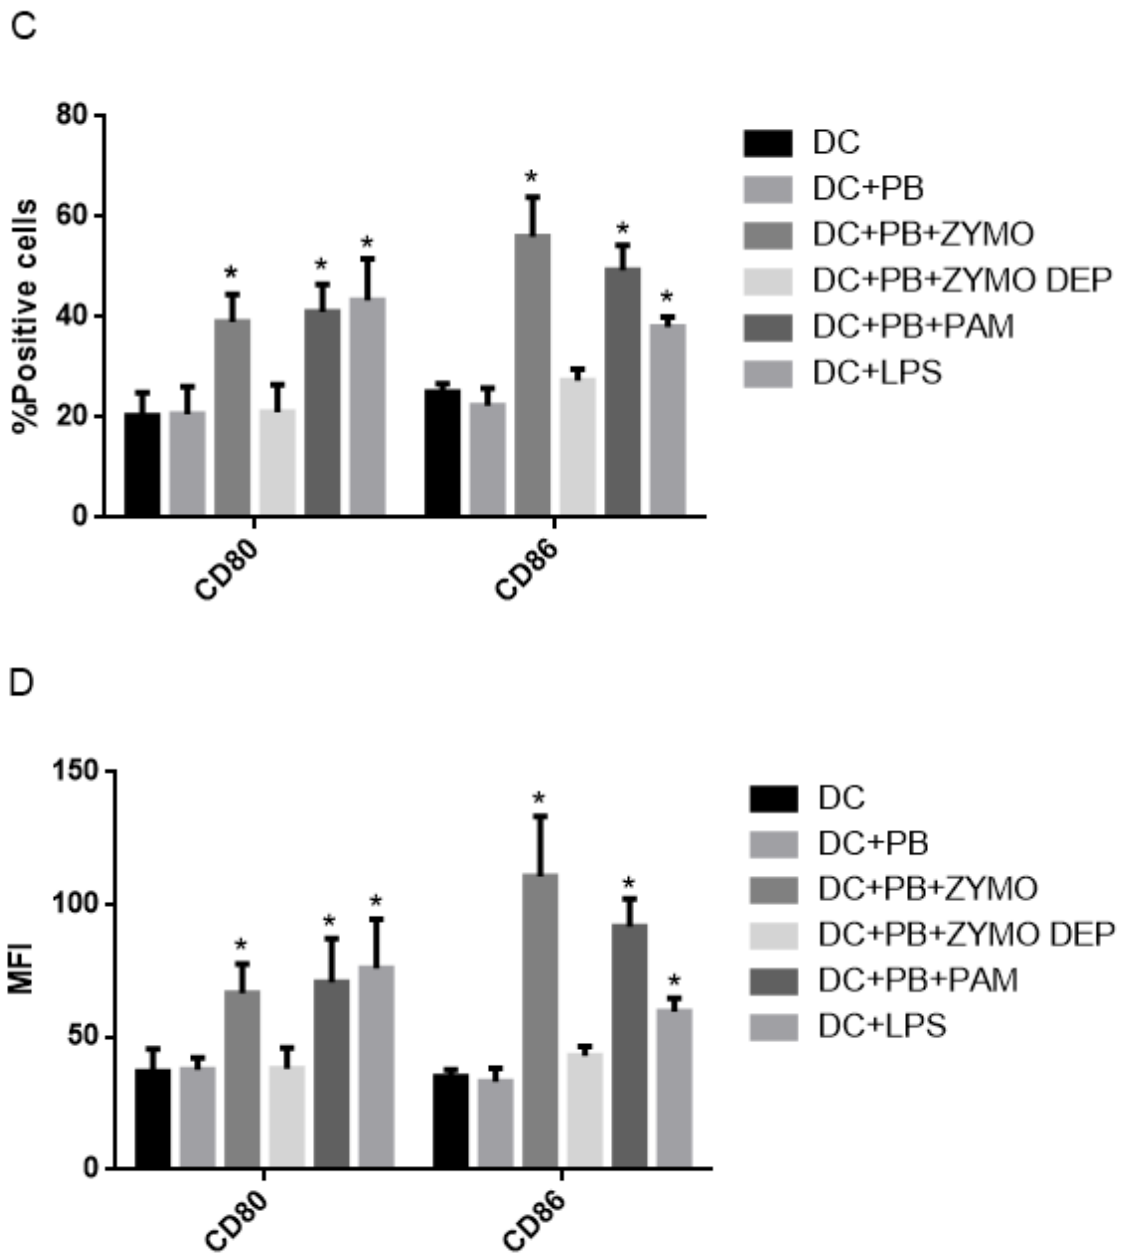 C
80
60
40
20
0
%Positive cells
*
*
*
*
*
*
CD80
CD86
DC
DC+PB
DC+PB+ZYMO
DC+PB+ZYMO DEP
DC+PB+PAM
DC+LPS
D
150
100
50
0
MFI
*
*
*
*
*
*
CD80
CD86
DC
DC+PB
DC+PB+ZYMO
DC+PB+ZYMO DEP
DC+PB+PAM
DC+LPS